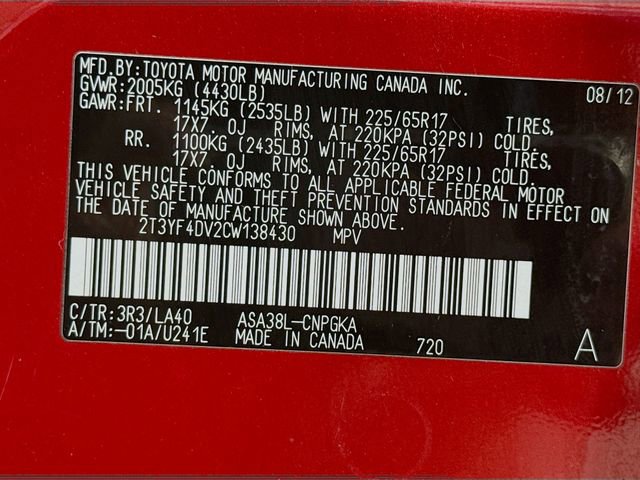 MFD.BY:TOYOTA MOTOR MANUFACTURING CANADA INC. 08/12
GVWR:2005KG (4430LB)
GAWR:FRT. 1145KG (2535LB) WITH 225/65R17 TIRES,
17X7. 0J RIMS, AT 220KPA (32PSI) COLD.
RR. 1100KG (2435LB) WITH 225/65R17 TIRES,
17X7. 0J RIMS, AT 220KPA (32PSI) COLD.
THIS VEHICLE CONFORMS TO ALL APPLICABLE FEDERAL MOTOR
VEHICLE SAFETY AND THEFT PREVENTION STANDARDS IN EFFECT ON
THE DATE OF MANUFACTURE SHOWN ABOVE.
2T3YF4DV2CW138430 MPV
C/TR:3R3/LA40 ASA38L-CNPGKA
A/TM:-01A/U241E MADE IN CANADA 720 A